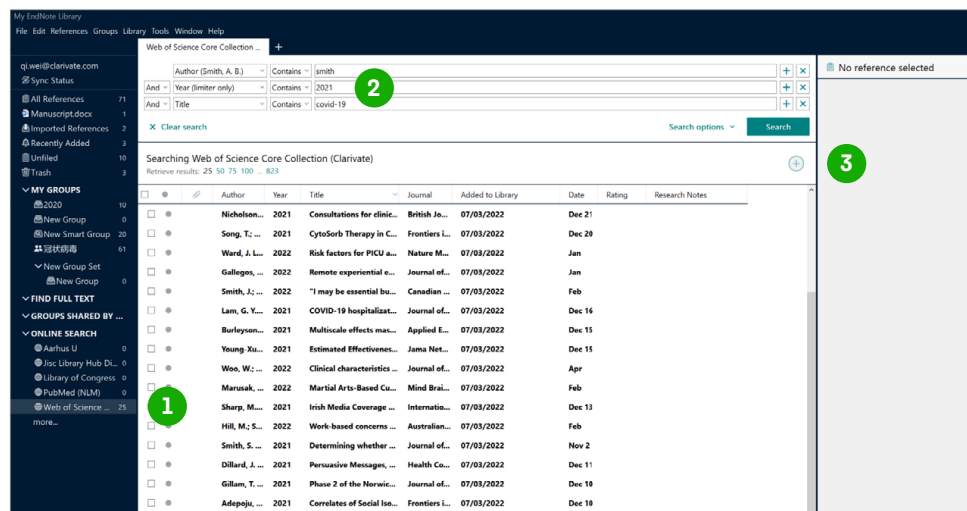 My EndNote Library
File Edit References Groups Library Tools Window Help
Web of Science Core Collection ... +
qi.wei@clarivate.com
Sync Status
All References 71
Manuscript.docx 1
Imported References 2
Recently Added 3
Unfiled 10
Trash 3
MY GROUPS
2020 10
New Group 0
New Smart Group 20
冠状病毒 61
New Group Set
New Group 0
FIND FULL TEXT
GROUPS SHARED BY ...
ONLINE SEARCH
Aarhus U 0
Jisc Library Hub Di... 0
Library of Congress 0
PubMed (NLM) 0
Web of Science ... 25
more...
Author (Smith, A. B.) Contains smith
And Year (limiter only) Contains 2021
And Title Contains covid-19
2
Clear search Search options Search
Searching Web of Science Core Collection (Clarivate)
Retrieve results: 25 50 75 100 ... 823
Author Year Title Journal Added to Library Date Rating Research Notes
Nicholson... 2021 Consultations for clinic... British Jo... 07/03/2022 Dec 21
Song, T.; ... 2021 CytoSorb Therapy in C... Frontiers i... 07/03/2022 Dec 20
Ward, J. L... 2022 Risk factors for PICU a... Nature M... 07/03/2022 Jan
Gallegos, ... 2022 Remote experiential e... Journal of... 07/03/2022 Jan
Smith, J.; ... 2022 "I may be essential bu... Canadian ... 07/03/2022 Feb
Lam, G. Y.... 2021 COVID-19 hospitalizat... Journal of... 07/03/2022 Dec 16
Burleyson... 2021 Multiscale effects mas... Applied E... 07/03/2022 Dec 15
Young-Xu... 2021 Estimated Effectivenes... Jama Net... 07/03/2022 Dec 15
Woo, W.; ... 2022 Clinical characteristics ... Journal of... 07/03/2022 Apr
Marusak, ... 2022 Martial Arts-Based Cu... Mind Brai... 07/03/2022 Feb
Sharp, M.... 2021 Irish Media Coverage ... Internatio... 07/03/2022 Dec 13
Hill, M.; S... 2022 Work-based concerns ... Australian... 07/03/2022 Feb
Smith, S. ... 2021 Determining whether ... Journal of... 07/03/2022 Nov 2
Dillard, J. ... 2021 Persuasive Messages, ... Health Co... 07/03/2022 Dec 11
Gillam, T. ... 2021 Phase 2 of the Norwic... Journal of... 07/03/2022 Dec 10
Adepoju, ... 2021 Correlates of Social Iso... Frontiers i... 07/03/2022 Dec 10
1
No reference selected
3